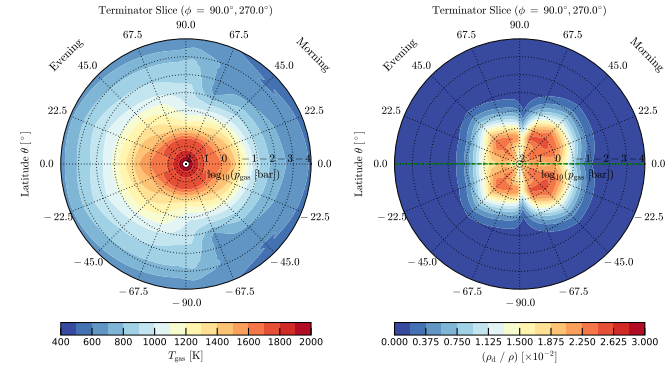 Terminator Slice (ϕ = 90.0°, 270.0°)
90.0
67.5 67.5
Evening Morning
45.0 45.0
22.5 22.5
Latitude θ [°]
0.0 0.0
1 0 −1 −2 −3 −4
log₁₀(p_gas [bar])
−22.5 −22.5
−45.0 −45.0
−67.5 −67.5
−90.0
400 600 800 1000 1200 1400 1600 1800 2000
T_gas [K]
Terminator Slice (ϕ = 90.0°, 270.0°)
90.0
67.5 67.5
Evening Morning
45.0 45.0
22.5 22.5
Latitude θ [°]
0.0 0.0
2 1 0 −1 −2 −3 −4
log₁₀(p_gas [bar])
−22.5 −22.5
−45.0 −45.0
−67.5 −67.5
−90.0
0.000 0.375 0.750 1.125 1.500 1.875 2.250 2.625 3.000
(ρ_d / ρ) [×10⁻²]